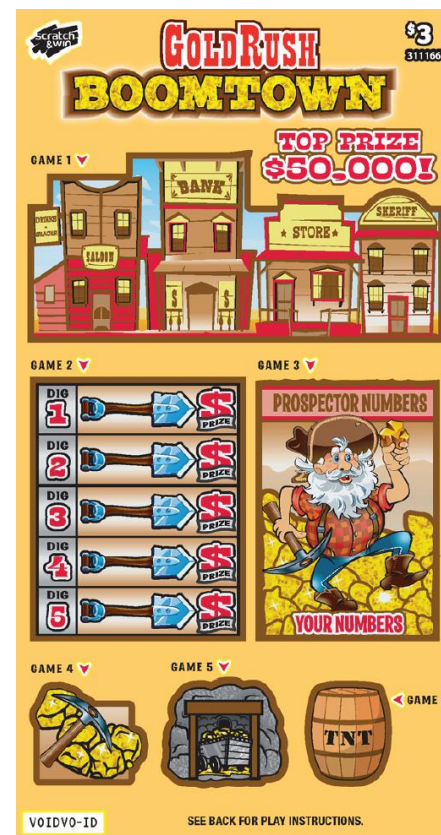 scratch
&win
$3
311166
GOLD RUSH
BOOMTOWN
TOP PRIZE
$50,000!
GAME 1
BANK
STORE
SHERIFF
SALOON
$ $
GAME 2
GAME 3
DIG
1
$
PRIZE
DIG
2
$
PRIZE
DIG
3
$
PRIZE
DIG
4
$
PRIZE
DIG
5
$
PRIZE
PROSPECTOR NUMBERS
YOUR NUMBERS
GAME 4
GAME 5
GAME
TNT
VOIDVO-ID
SEE BACK FOR PLAY INSTRUCTIONS.